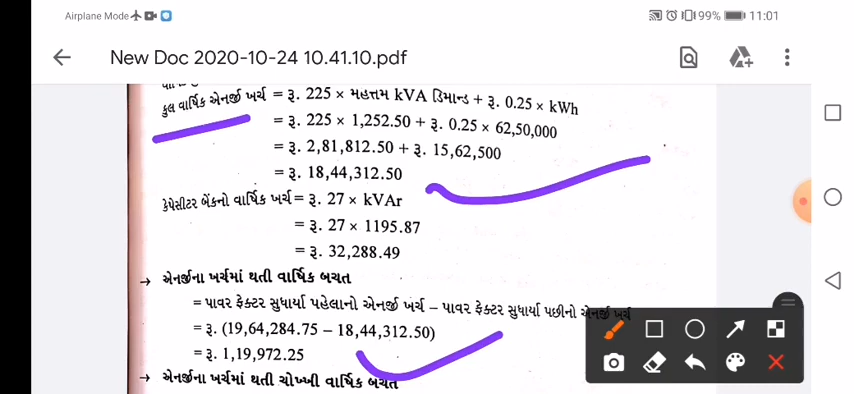 Airplane Mode 99% 11:01
New Doc 2020-10-24 10.41.10.pdf
કુલ વાર્ષિક એનર્જી ખર્ચ = રૂ. 225 × મહત્તમ kVA ડિમાન્ડ + રૂ. 0.25 × kWh
= રૂ. 225 × 1,252.50 + રૂ. 0.25 × 62,50,000
= રૂ. 2,81,812.50 + રૂ. 15,62,500
= રૂ. 18,44,312.50
કેપેસીટર બેંકનો વાર્ષિક ખર્ચ = રૂ. 27 × kVAr
= રૂ. 27 × 1195.87
= રૂ. 32,288.49
→ એનર્જીના ખર્ચમાં થતી વાર્ષિક બચત
= પાવર ફેક્ટર સુધાર્યા પહેલાનો એનર્જી ખર્ચ – પાવર ફેક્ટર સુધાર્યા પછીનો એનર્જી ખર્ચ
= રૂ. (19,64,284.75 – 18,44,312.50)
= રૂ. 1,19,972.25
→ એનર્જીના ખર્ચમાં થતી ચોખ્ખી વાર્ષિક બચત